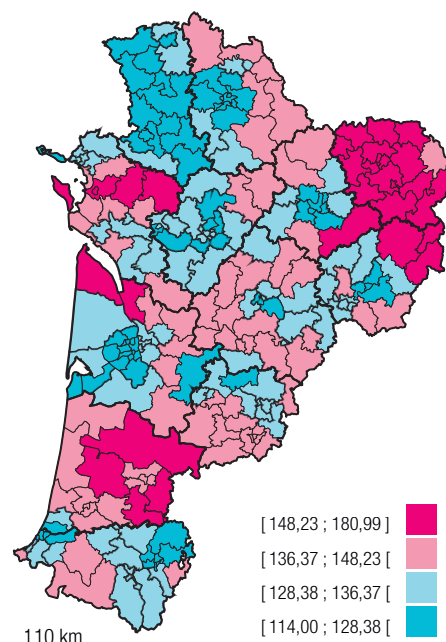 [ 148,23 ; 180,99 ]
[ 136,37 ; 148,23 [
[ 128,38 ; 136,37 [
[ 114,00 ; 128,38 [
110 km